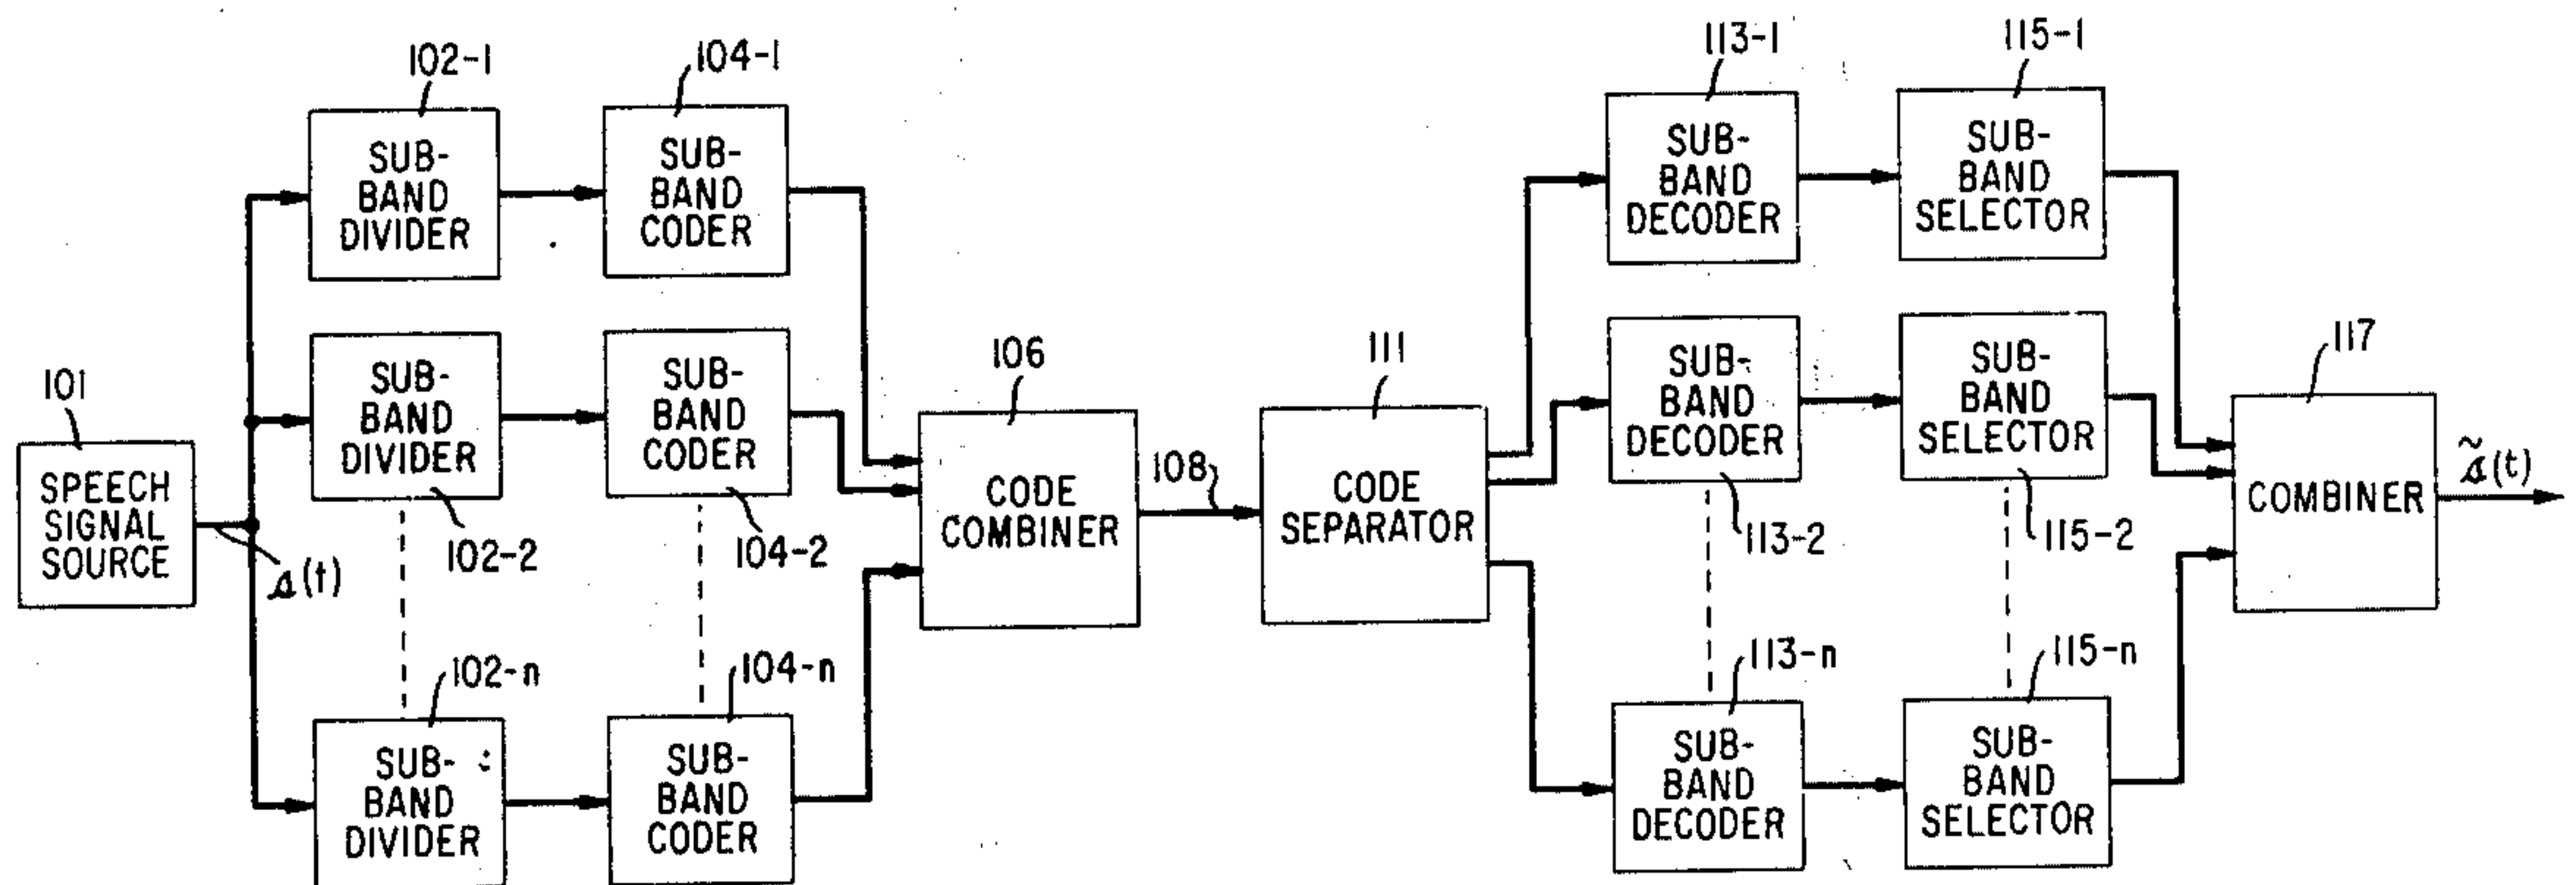 102-1
104-1
113-1
115-1
SUB-
BAND
DIVIDER
SUB-
BAND
CODER
SUB-
BAND
DECODER
SUB-
BAND
SELECTOR
101
SPEECH
SIGNAL
SOURCE
s(t)
SUB-
BAND
DIVIDER
102-2
SUB-
BAND
CODER
104-2
106
CODE
COMBINER
108
111
CODE
SEPARATOR
SUB-
BAND
DECODER
113-2
SUB-
BAND
SELECTOR
115-2
117
COMBINER
s̃(t)
102-n
SUB-
BAND
DIVIDER
104-n
SUB-
BAND
CODER
113-n
SUB-
BAND
DECODER
115-n
SUB-
BAND
SELECTOR